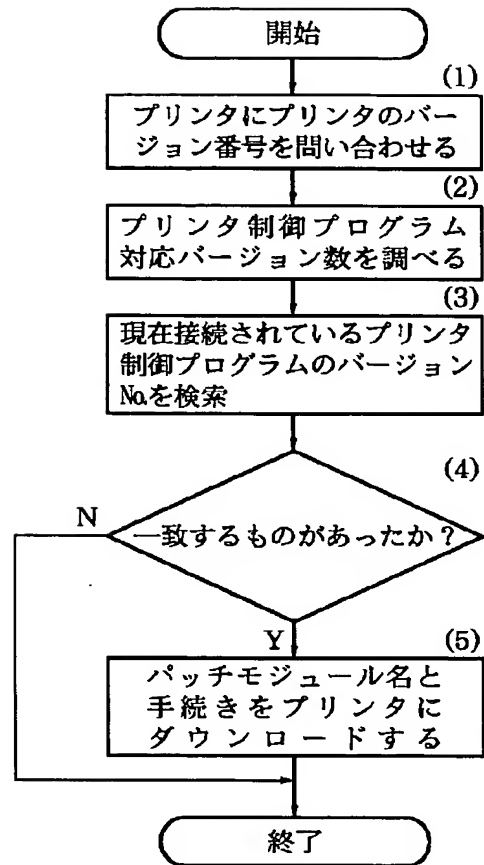 開始
(1)
プリンタにプリンタのバー
ジョン番号を問い合わせる
(2)
プリンタ制御プログラム
対応バージョン数を調べる
(3)
現在接続されているプリンタ
制御プログラムのバージョン
No.を検索
(4)
N
一致するものがあったか？
Y
(5)
パッチモジュール名と
手続きをプリンタに
ダウンロードする
終了